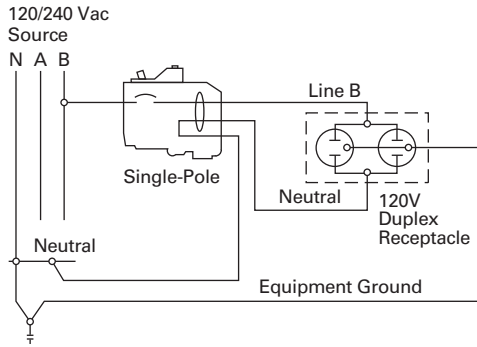 120/240 Vac
Source
N A B
Line B
Single-Pole
Neutral
120V
Duplex
Receptacle
Neutral
Equipment Ground